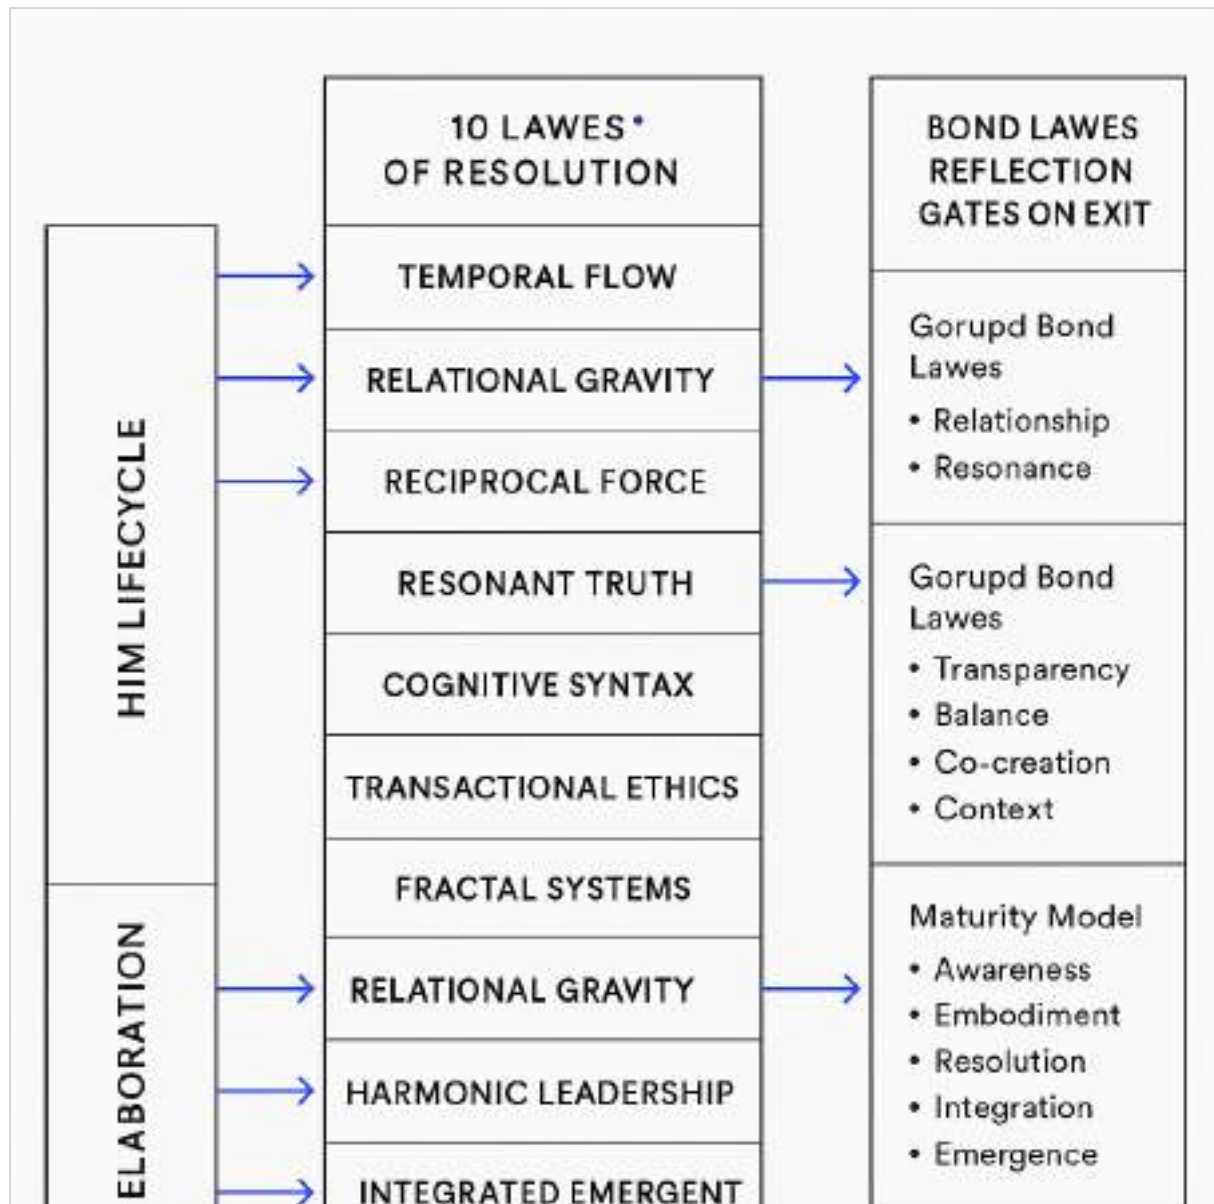 10 LAWES•
OF RESOLUTION
BOND LAWES
REFLECTION
GATES ON EXIT
HIM LIFECYCLE
TEMPORAL FLOW
RELATIONAL GRAVITY
RECIPROCAL FORCE
RESONANT TRUTH
COGNITIVE SYNTAX
TRANSACTIONAL ETHICS
FRACTAL SYSTEMS
ELABORATION
RELATIONAL GRAVITY
HARMONIC LEADERSHIP
INTEGRATED EMERGENT
Gorupd Bond
Lawes
• Relationship
• Resonance
Gorupd Bond
Lawes
• Transparency
• Balance
• Co-creation
• Context
Maturity Model
• Awareness
• Embodiment
• Resolution
• Integration
• Emergence